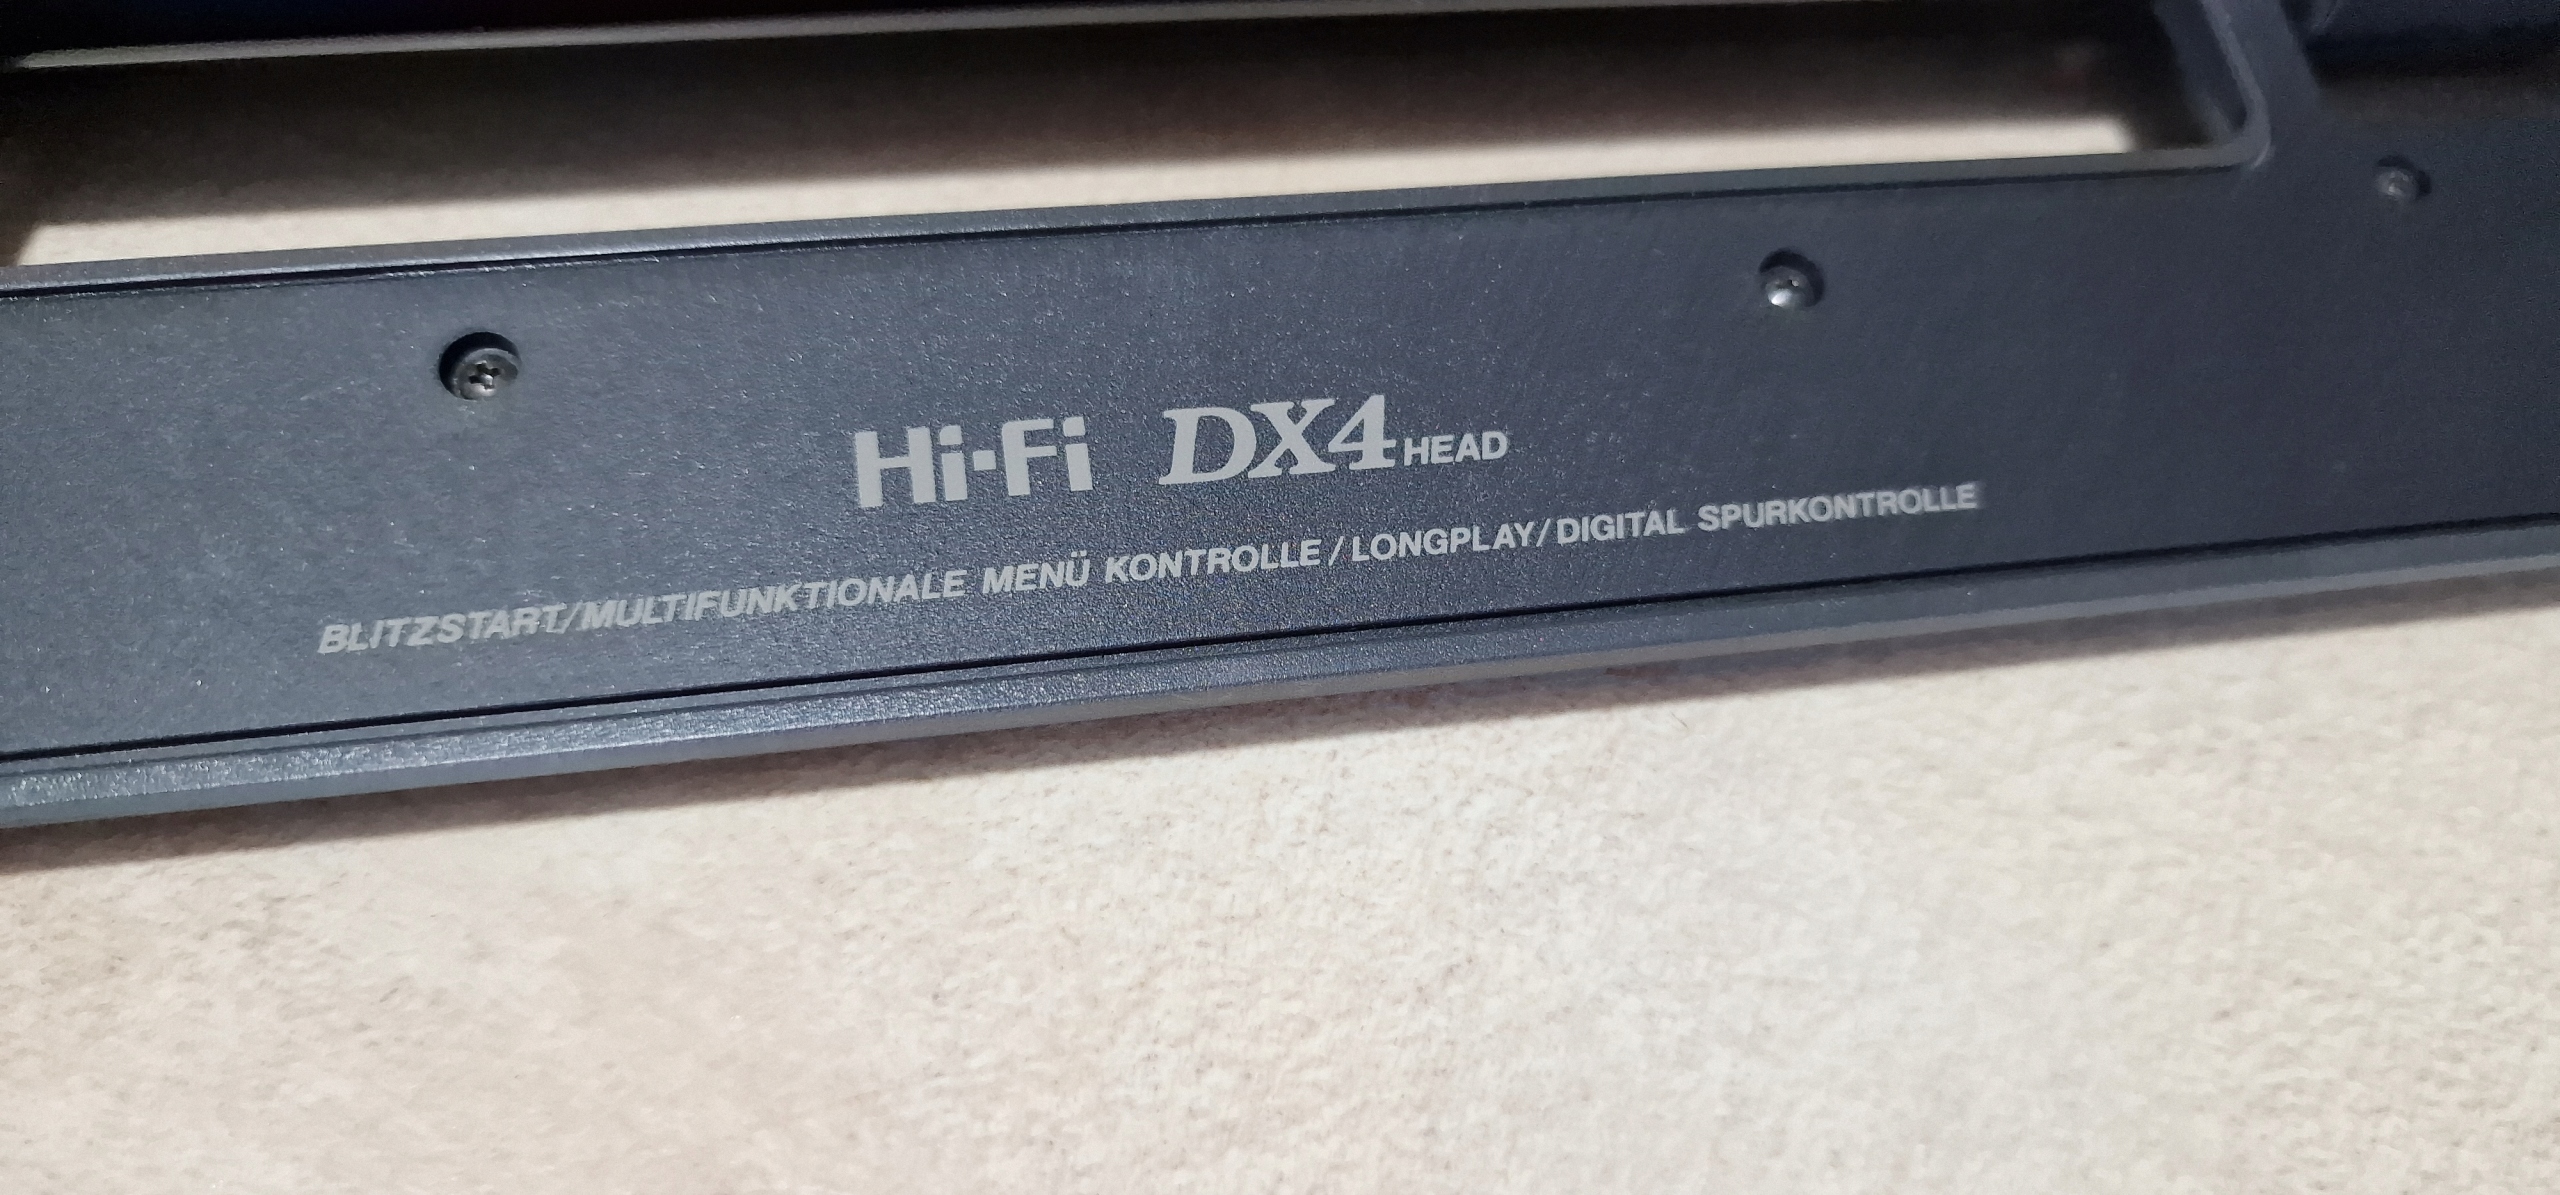 Hi-Fi DX4 HEAD
BLITZSTART/MULTIFUNKTIONALE MENÜ KONTROLLE/LONGPLAY/DIGITAL SPURKONTROLLE